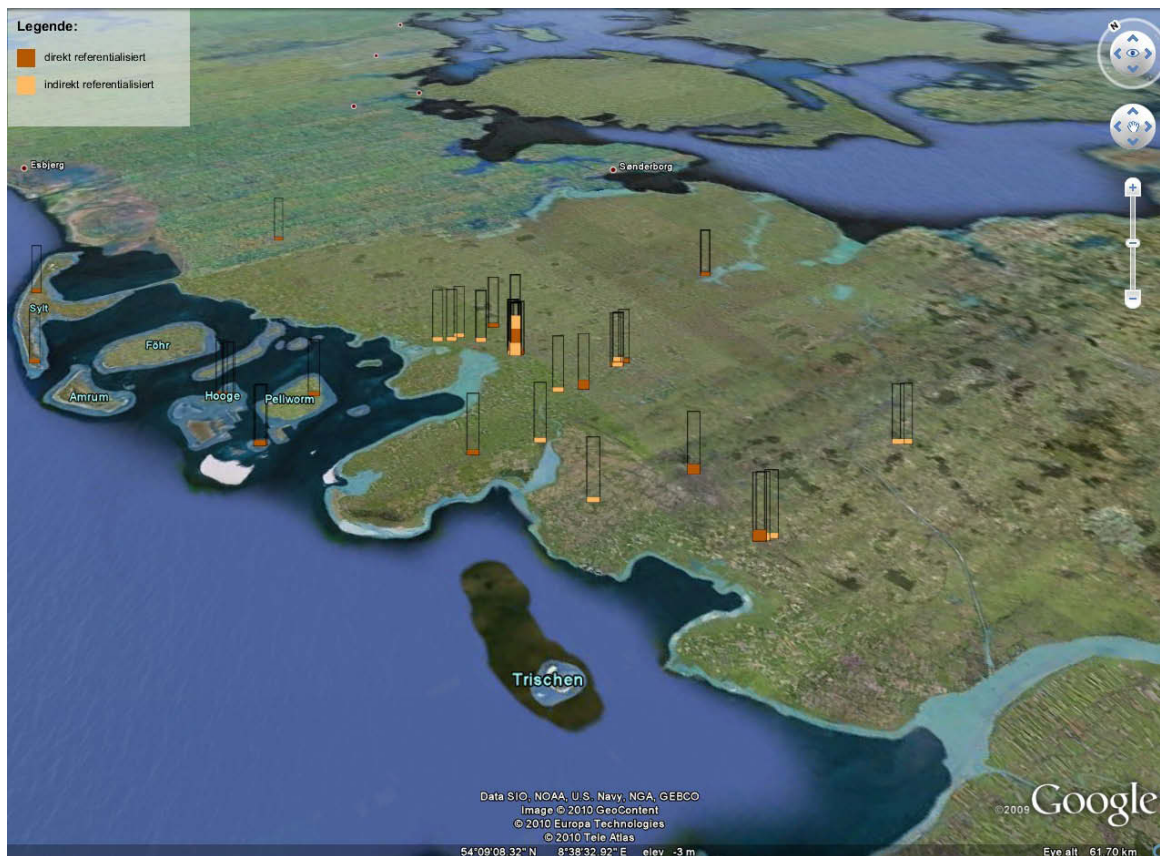 Legende:
direkt referentialisiert
indirekt referentialisiert
N
Esbjerg
Sønderborg
Sylt
Föhr
Amrum
Hooge
Pellworm
Trischen
Data SIO, NOAA, U.S. Navy, NGA, GEBCO
Image © 2010 GeoContent
© 2010 Europa Technologies
© 2010 Tele Atlas
©2009 Google
54°09'08.32" N 8°38'32.92" E elev -3 m
Eye alt 61.70 km